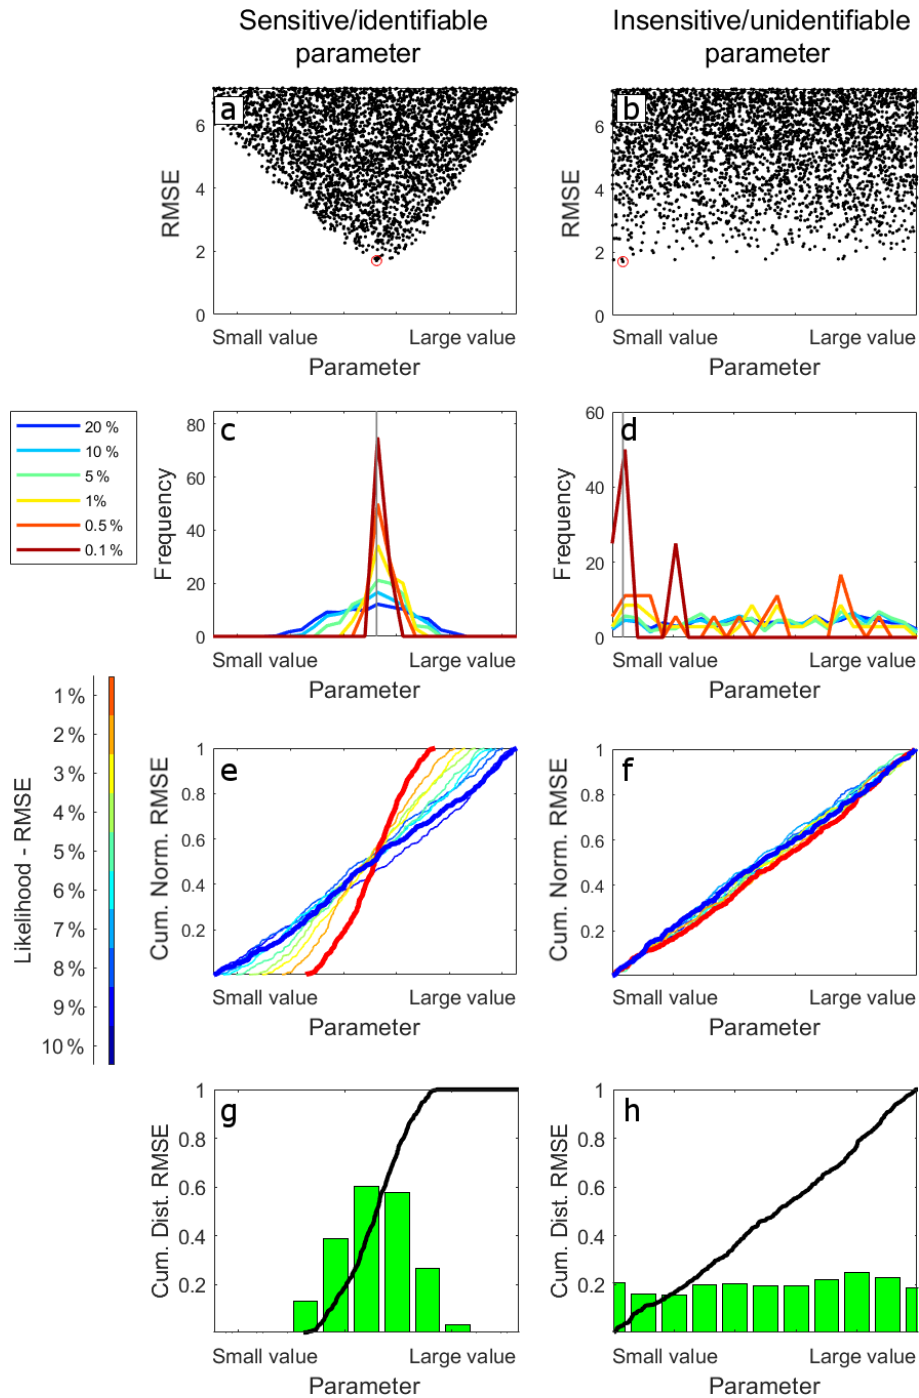 Sensitive/identifiable
parameter
Insensitive/unidentifiable
parameter
a
6
4
2
0
RMSE
Small value
Large value
Parameter
b
6
4
2
0
RMSE
Small value
Large value
Parameter
20 %
10 %
5 %
1%
0.5 %
0.1 %
c
80
60
40
20
0
Frequency
Small value
Large value
Parameter
d
60
40
20
0
Frequency
Small value
Large value
Parameter
Likelihood - RMSE
1 %
2 %
3 %
4 %
5 %
6 %
7 %
8 %
9 %
10 %
e
1
0.8
0.6
0.4
0.2
Cum. Norm. RMSE
Small value
Large value
Parameter
f
1
0.8
0.6
0.4
0.2
Cum. Norm. RMSE
Small value
Large value
Parameter
g
1
0.8
0.6
0.4
0.2
Cum. Dist. RMSE
Small value
Large value
Parameter
h
1
0.8
0.6
0.4
0.2
Cum. Dist. RMSE
Small value
Large value
Parameter